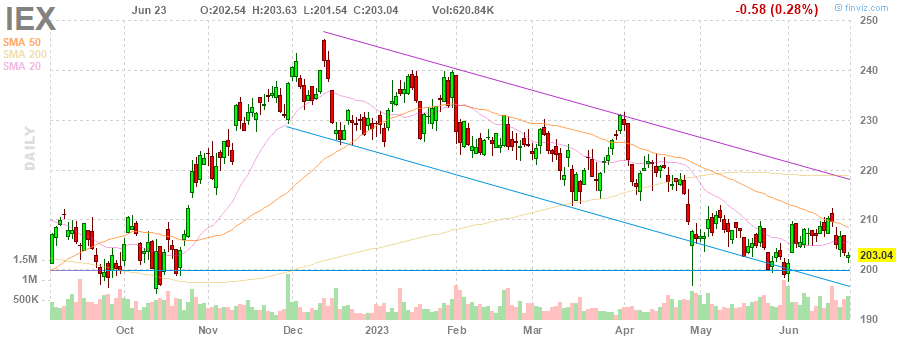 IEX
Jun 23 O:202.54 H:203.63 L:201.54 C:203.04 Vol:620.84K -0.58 (0.28%)
© finviz.com
SMA 50
SMA 200
SMA 20
DAILY
250
240
230
220
210
203.04
200
190
1.5M
1M
500K
Oct Nov Dec 2023 Feb Mar Apr May Jun